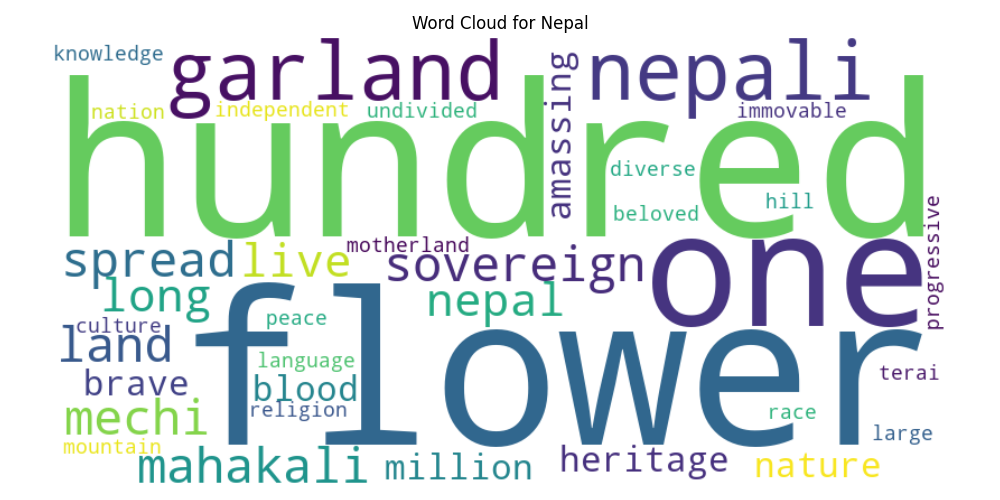 Word Cloud for Nepal
knowledge garland amassing nepali
nation independent undivided immovable
hundred
diverse
beloved hill
progressive
spread live motherland sovereign one
long nepal
culture peace
land flower
language
brave blood terai
religion
mechi race
mountain large
mahakali million heritage nature